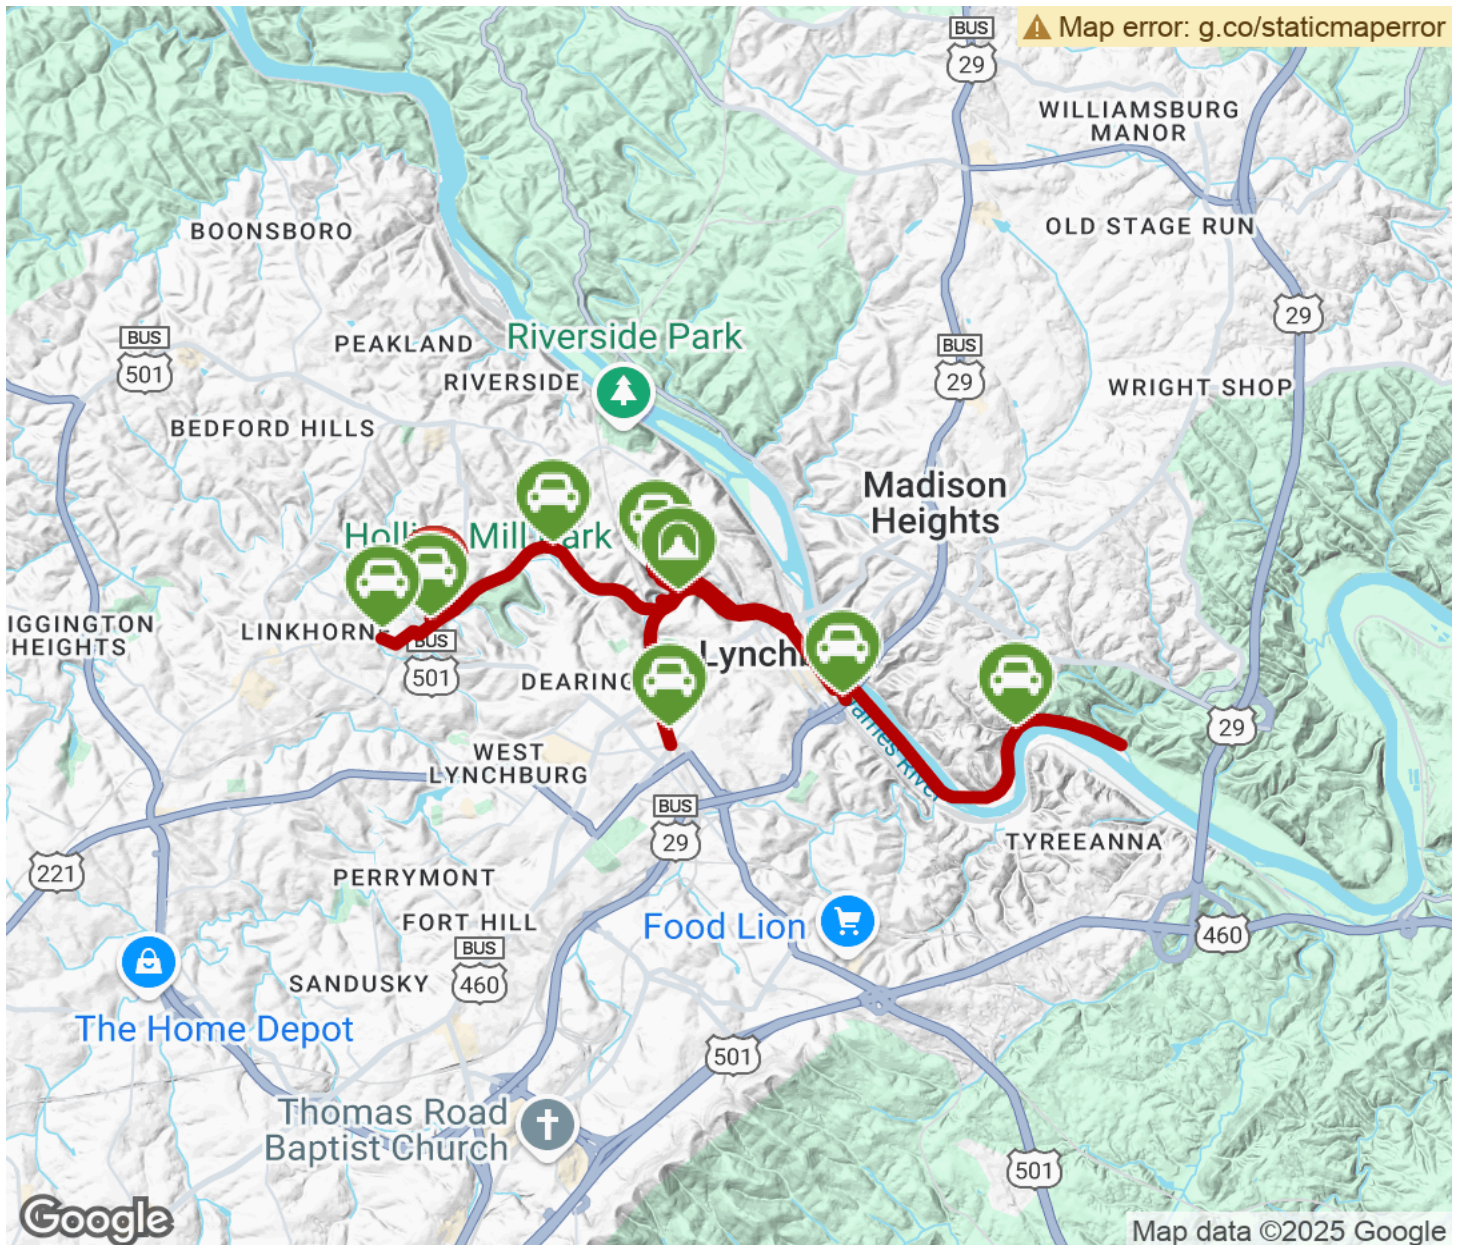 BUS
29
Map error: g.co/staticmaperror
WILLIAMSBURG
MANOR
BOONSBORO
OLD STAGE RUN
BUS
501
PEAKLAND
Riverside Park
RIVERSIDE
BUS
29
29
WRIGHT SHOP
BEDFORD HILLS
Madison
Heights
Mill
LINKHORNE
IGGINGTON
HEIGHTS
BUS
501
DEARING
James River
WEST
LYNCHBURG
29
BUS
29
TYREEANNA
221
PERRYMONT
FORT HILL
Food Lion
460
BUS
460
SANDUSKY
The Home Depot
501
Thomas Road
Baptist Church
501
Google
Map data ©2025 Google